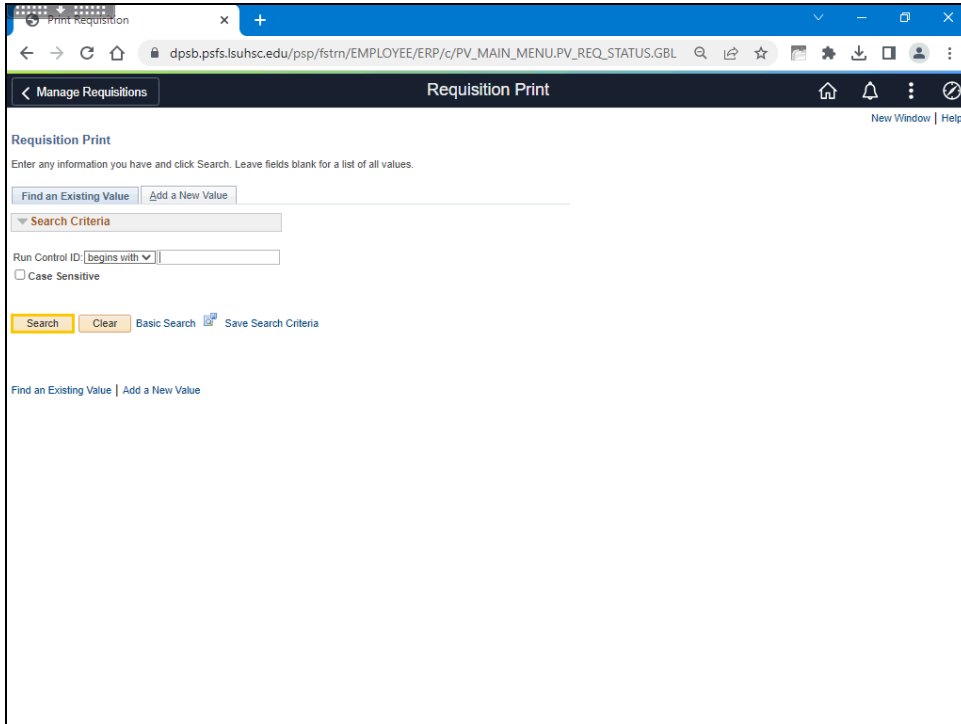 Print Requisition
dpsb.psfs.lsuhsc.edu/psp/fstrn/EMPLOYEE/ERP/c/PV_MAIN_MENU.PV_REQ_STATUS.GBL
Manage Requisitions Requisition Print
New Window | Help
Requisition Print
Enter any information you have and click Search. Leave fields blank for a list of all values.
Find an Existing Value Add a New Value
Search Criteria
Run Control ID: begins with
Case Sensitive
Search Clear Basic Search Save Search Criteria
Find an Existing Value | Add a New Value